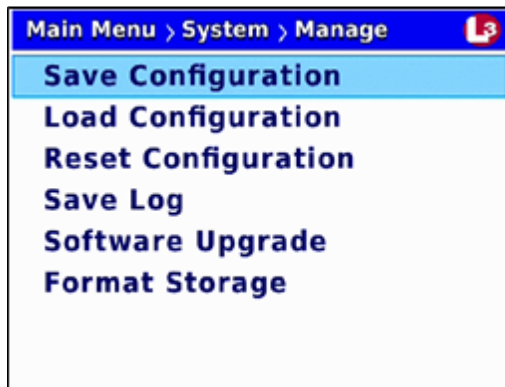 Main Menu > System > Manage L3
Save Configuration
Load Configuration
Reset Configuration
Save Log
Software Upgrade
Format Storage